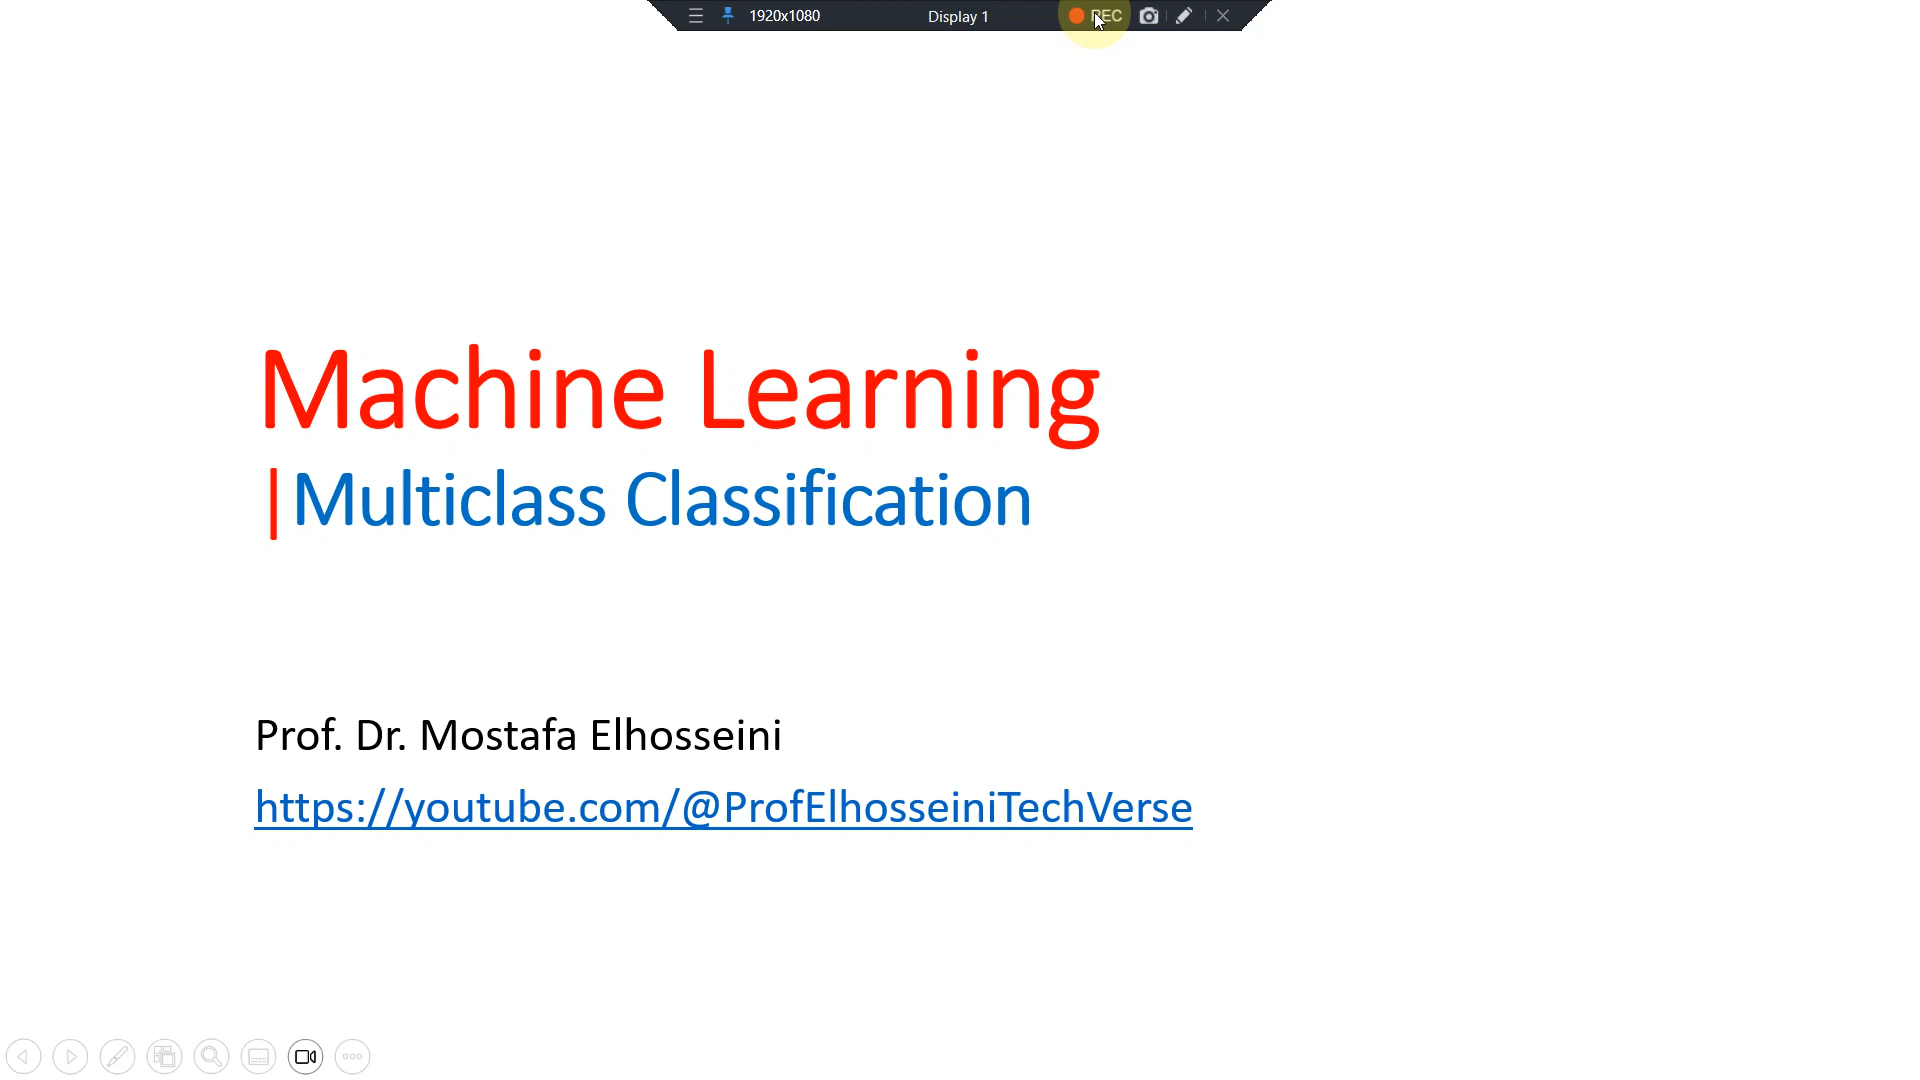 1920x1080 Display 1 REC
Machine Learning
|Multiclass Classification
Prof. Dr. Mostafa Elhosseini
https://youtube.com/@ProfElhosseiniTechVerse